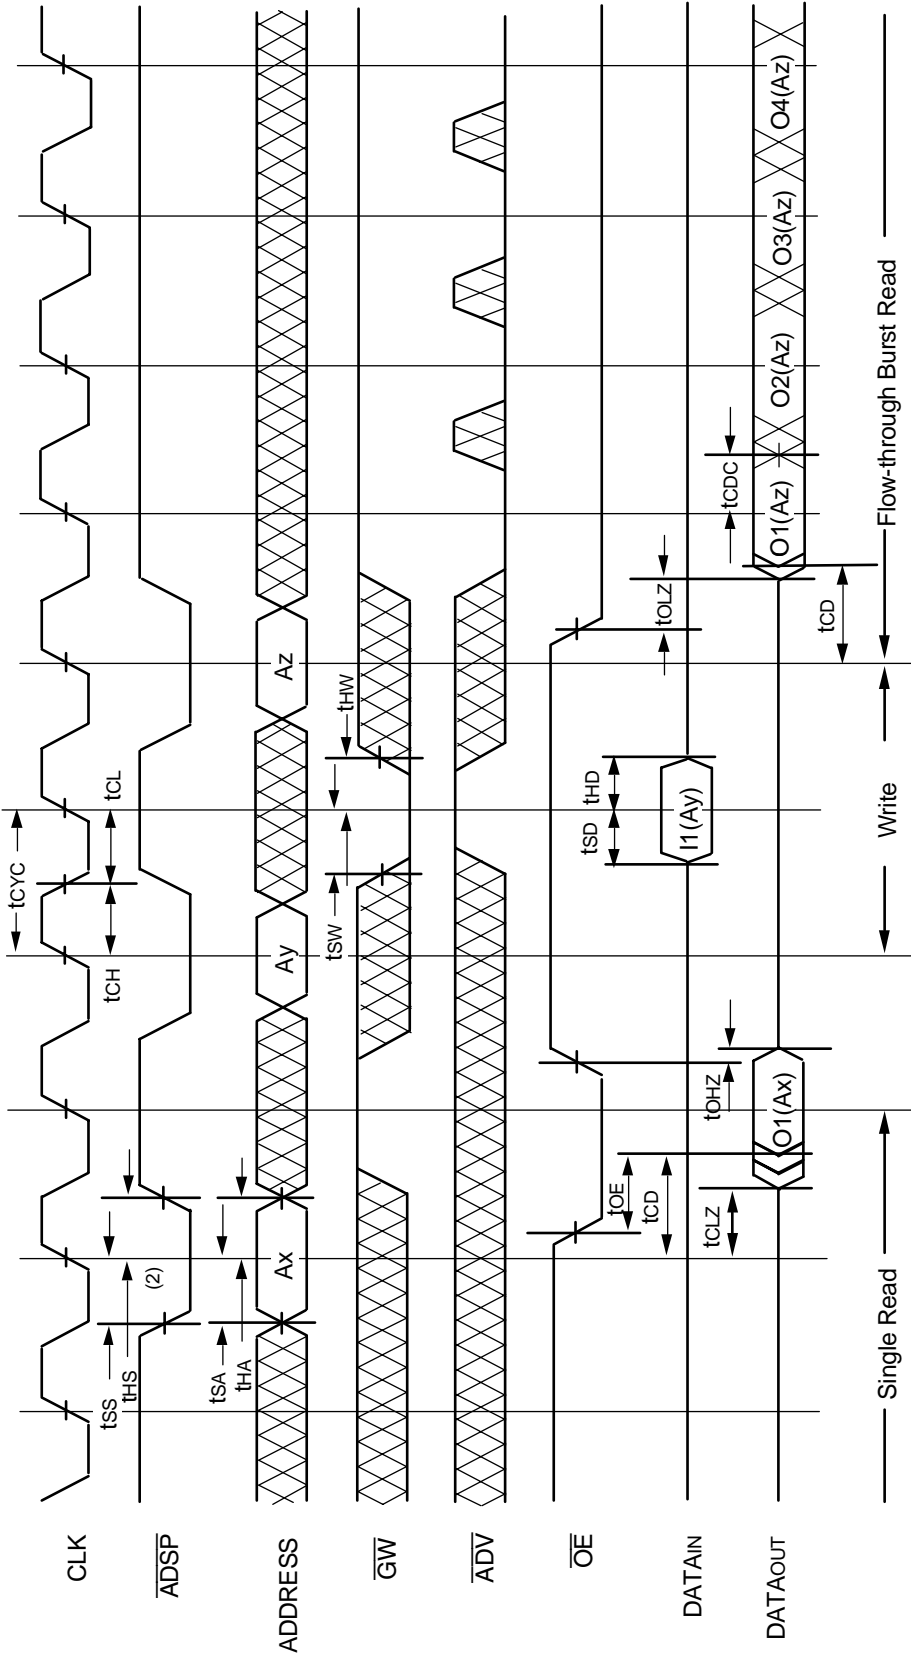 CLK
tCYC
tCH
tCL
ADSP
tSS
tHS
(2)
ADDRESS
tSA
tHA
Ax
Ay
Az
GW
tSW
tHW
ADV
OE
DATAIN
tOE
tCD
tOHZ
tSD
tHD
I1(Ay)
tOLZ
DATAOUT
tCLZ
O1(Ax)
tCD
tCDC
O1(Az)
O2(Az)
O3(Az)
O4(Az)
Single Read
Write
Flow-through Burst Read